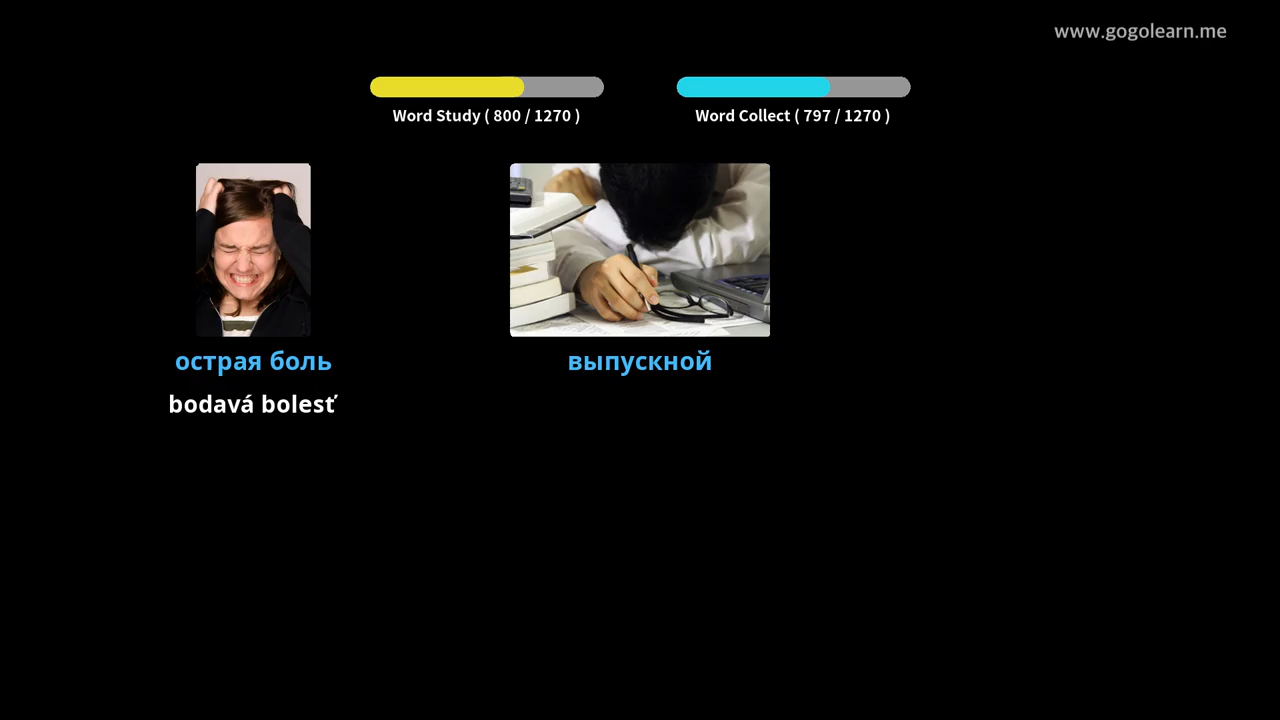 www.gogolearn.me
Word Study ( 800 / 1270 )
Word Collect ( 797 / 1270 )
острая боль
выпускной
bodavá bolesť